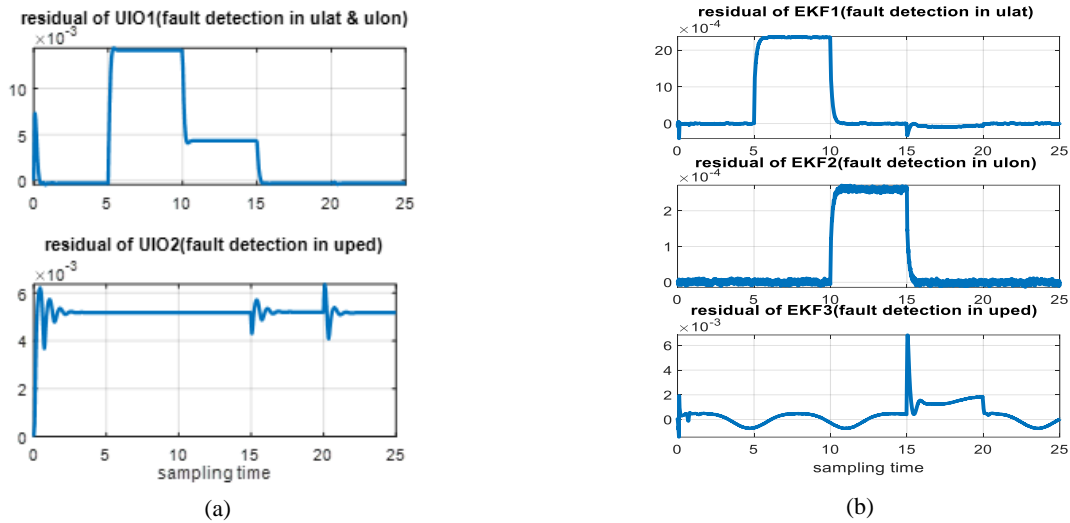 residual of UIO1(fault detection in ulat & ulon)
×10-3
10
5
0
0 5 10 15 20 25
residual of UIO2(fault detection in uped)
×10-3
6
4
2
0
0 5 10 15 20 25
sampling time
(a)
residual of EKF1(fault detection in ulat)
×10-4
20
10
0
0 5 10 15 20 25
residual of EKF2(fault detection in ulon)
×10-4
2
1
0
0 5 10 15 20 25
residual of EKF3(fault detection in uped)
×10-3
6
4
2
0
0 5 10 15 20 25
sampling time
(b)